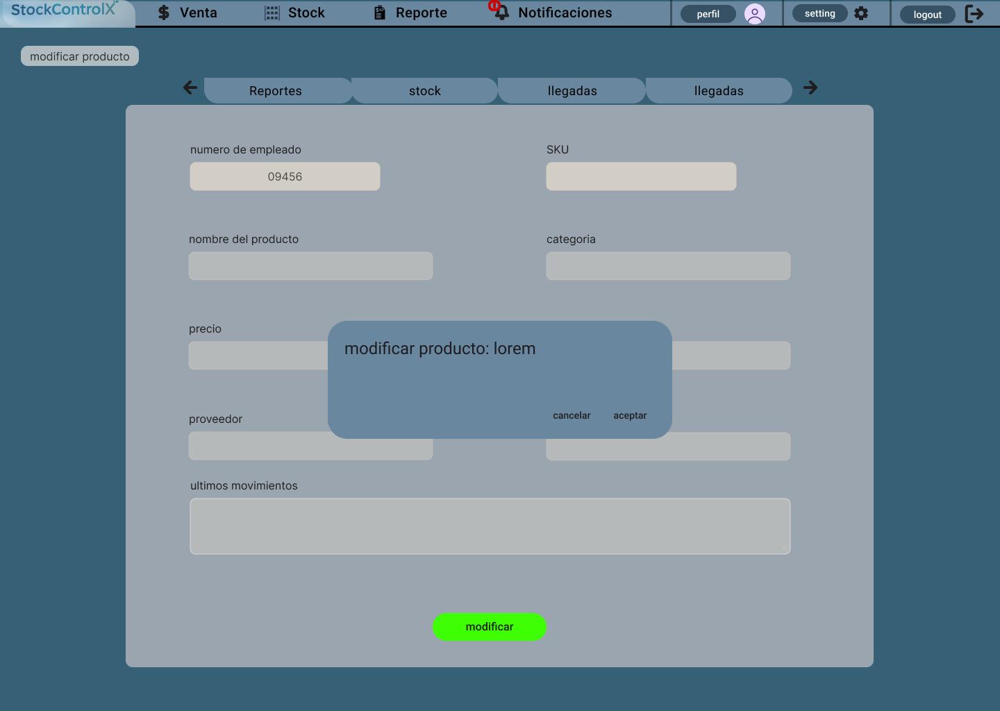 StockControlX
$ Venta
Stock
Reporte
0
Notificaciones
perfil
setting
logout
modificar producto
Reportes
stock
llegadas
llegadas
numero de empleado
SKU
09456
nombre del producto
categoria
precio
modificar producto: lorem
cancelar
aceptar
proveedor
ultimos movimientos
modificar